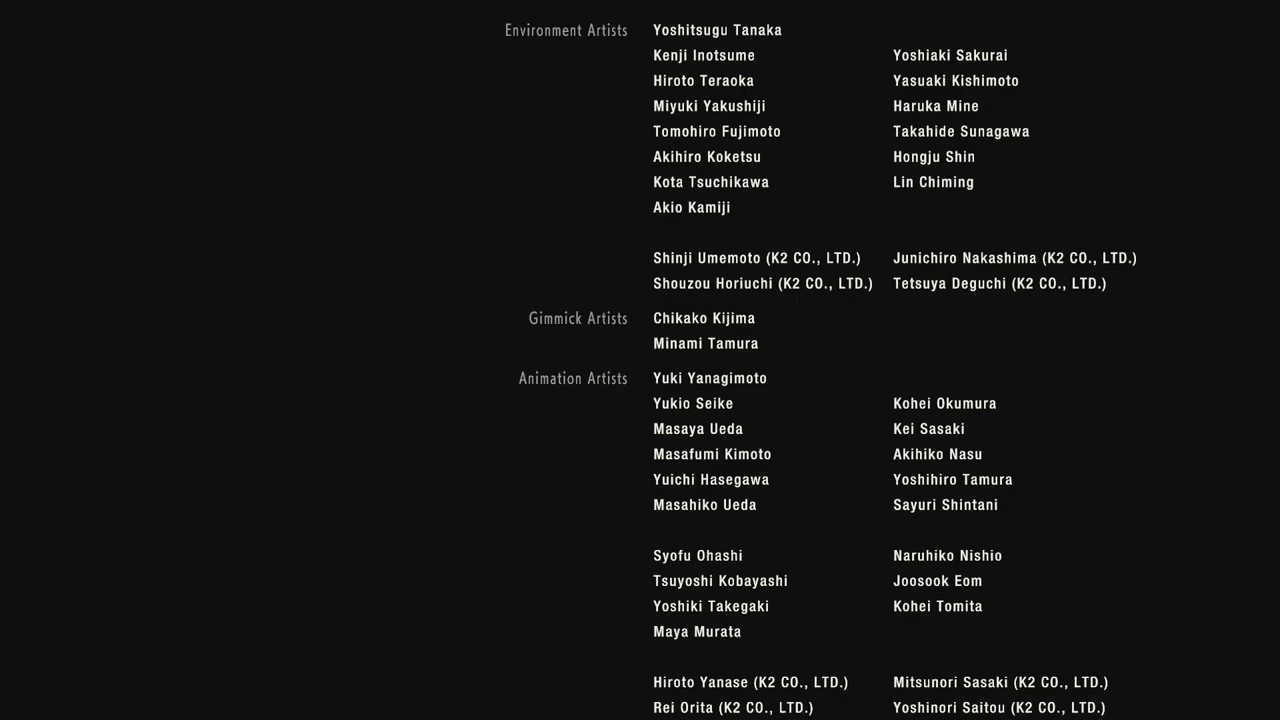 Environment Artists Yoshitsugu Tanaka
Kenji Inotsume Yoshiaki Sakurai
Hiroto Teraoka Yasuaki Kishimoto
Miyuki Yakushiji Haruka Mine
Tomohiro Fujimoto Takahide Sunagawa
Akihiro Koketsu Hongju Shin
Kota Tsuchikawa Lin Chiming
Akio Kamiji
Shinji Umemoto (K2 CO., LTD.) Junichiro Nakashima (K2 CO., LTD.)
Shouzou Horiuchi (K2 CO., LTD.) Tetsuya Deguchi (K2 CO., LTD.)
Gimmick Artists Chikako Kijima
Minami Tamura
Animation Artists Yuki Yanagimoto
Yukio Seike Kohei Okumura
Masaya Ueda Kei Sasaki
Masafumi Kimoto Akihiko Nasu
Yuichi Hasegawa Yoshihiro Tamura
Masahiko Ueda Sayuri Shintani
Syofu Ohashi Naruhiko Nishio
Tsuyoshi Kobayashi Joosook Eom
Yoshiki Takegaki Kohei Tomita
Maya Murata
Hiroto Yanase (K2 CO., LTD.) Mitsunori Sasaki (K2 CO., LTD.)
Rei Orita (K2 CO., LTD.) Yoshinori Saitou (K2 CO., LTD.)